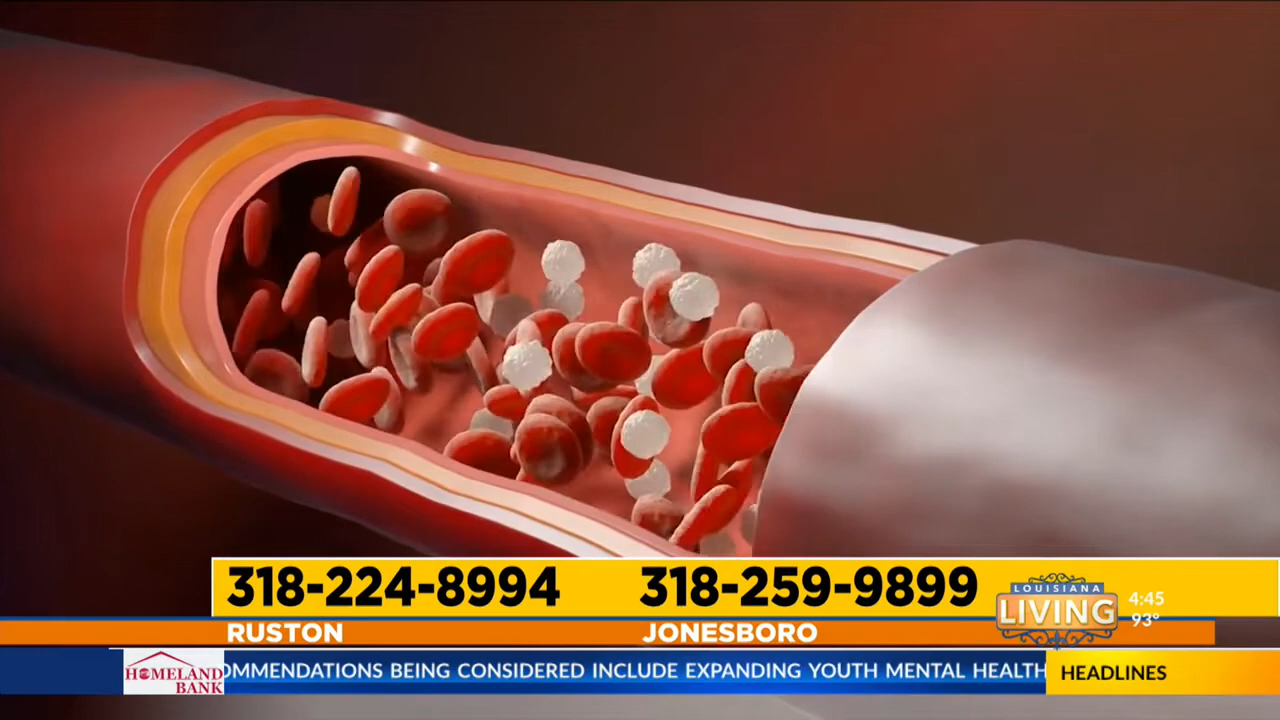 318-224-8994 318-259-9899
RUSTON JONESBORO
LOUISIANA
LIVING
4:45
93°
HOMELAND
BANK
OMMENDATIONS BEING CONSIDERED INCLUDE EXPANDING YOUTH MENTAL HEALTH
HEADLINES